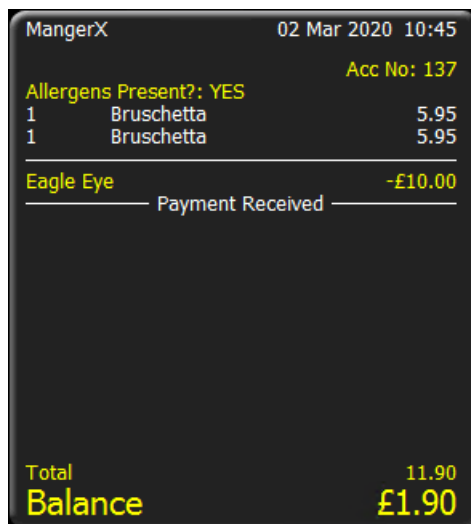 MangerX 02 Mar 2020 10:45
Acc No: 137
Allergens Present?: YES
1 Bruschetta 5.95
1 Bruschetta 5.95
Eagle Eye -£10.00
Payment Received
Total 11.90
Balance £1.90